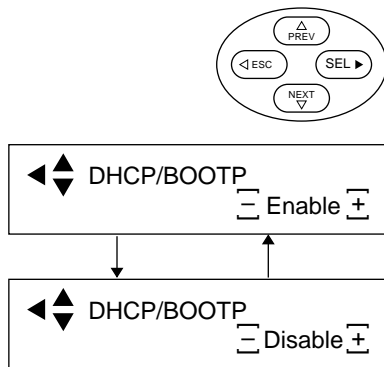 PREV
ESC SEL
NEXT
DHCP/BOOTP
− Enable +
DHCP/BOOTP
− Disable +